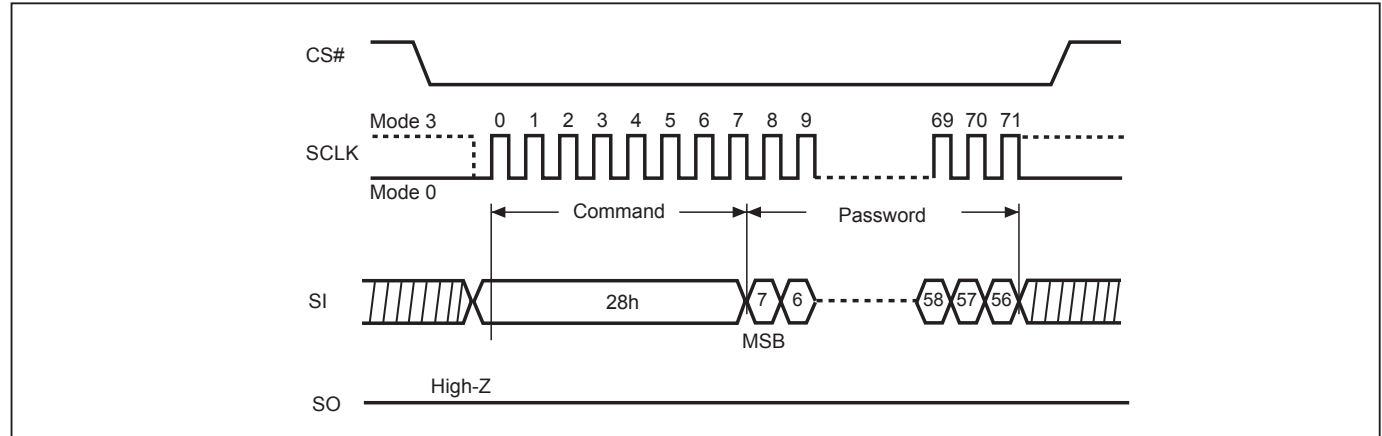 CS#
Mode 3
0 1 2 3 4 5 6 7 8 9 69 70 71
SCLK
Mode 0
Command Password
SI 28h 7 6 58 57 56
MSB
High-Z
SO